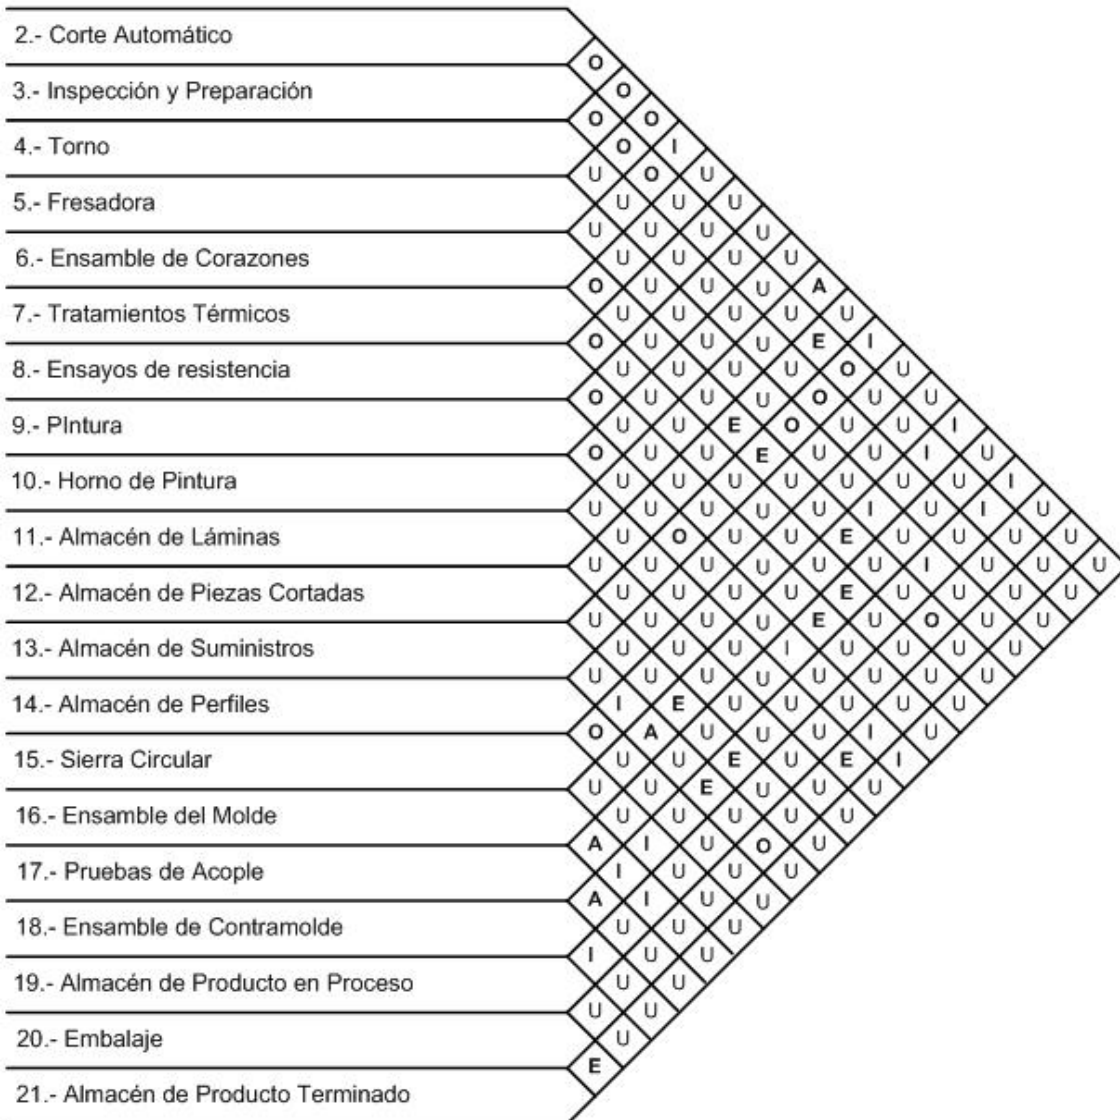 2.- Corte Automático
O
3.- Inspección y Preparación O
O O
4.- Torno O I
U O U
5.- Fresadora U U U
U U U U
6.- Ensamble de Corazones U U U U
O U U U A
7.- Tratamientos Térmicos U U U U U
O U U U E I
8.- Ensayos de resistencia U U U U O U
O U U U O U U
9.- PIntura U U E O U U I
O U U E U U I U
10.- Horno de Pintura U U U U U U U I
U U U U U I U I U
11.- Almacén de Láminas U O U U E U U U U
U U U U U U I U U U
12.- Almacén de Piezas Cortadas U U U U E U U U U
U U U U E U O U U
13.- Almacén de Suministros U U U I U U U U
U U U U U U U U
14.- Almacén de Perfiles I E U U U U U
O A U U U I U
15.- Sierra Circular U U E U E I
U U E U U U
16.- Ensamble del Molde U U U U U
A I U O U
17.- Pruebas de Acople I U U U
A I U U
18.- Ensamble de Contramolde U U U
I U U
19.- Almacén de Producto en Proceso U U
U U
20.- Embalaje U
E
21.- Almacén de Producto Terminado